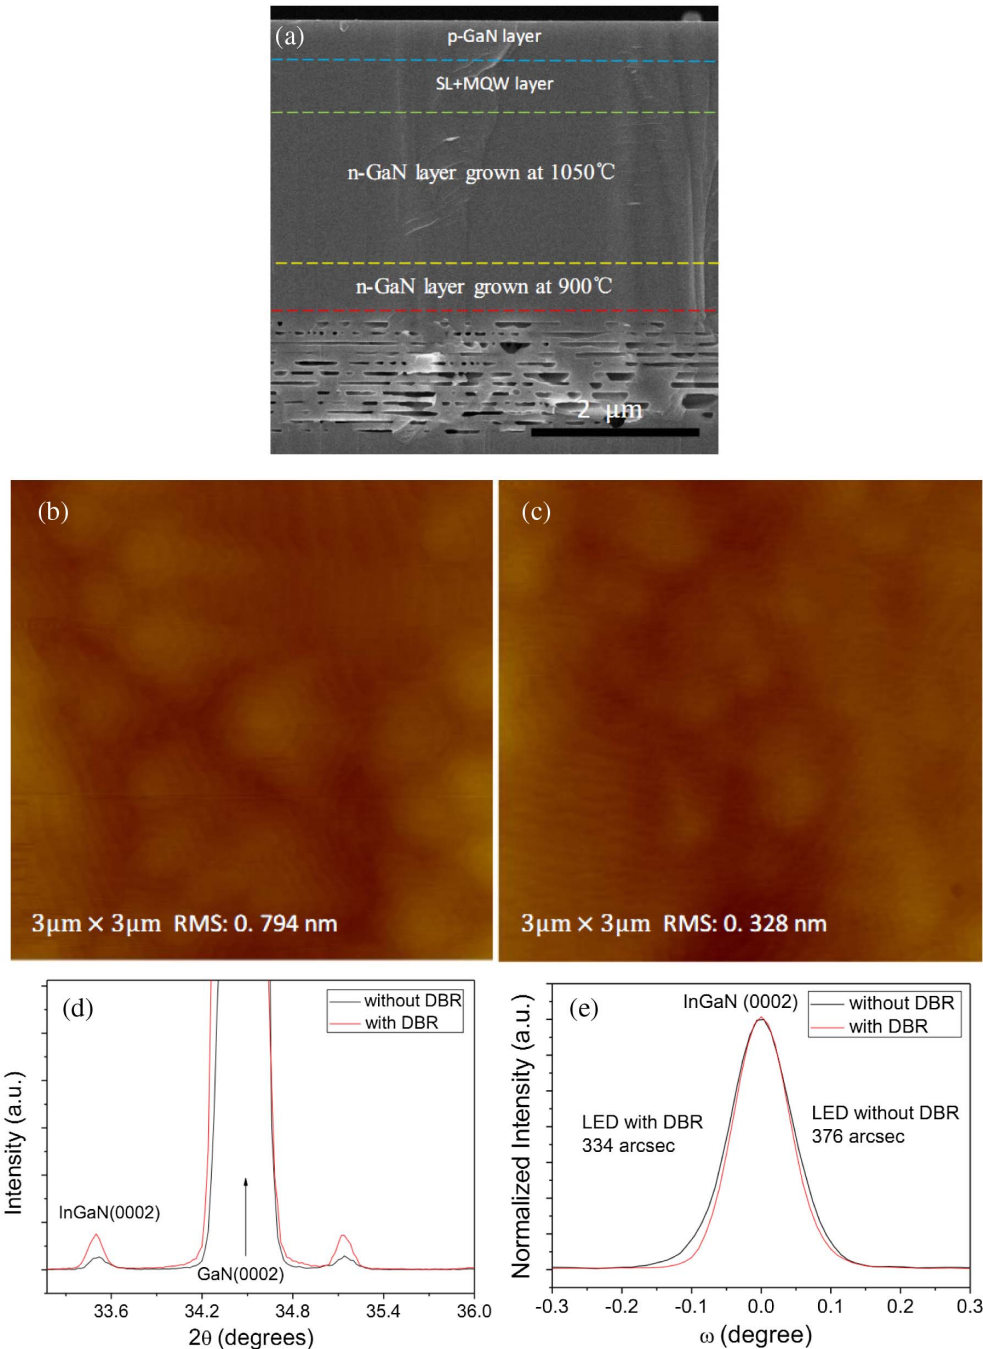 (a)
p-GaN layer
SL+MQW layer
n-GaN layer grown at 1050℃
n-GaN layer grown at 900℃
2 μm
(b)
3μm × 3μm RMS: 0. 794 nm
(c)
3μm × 3μm RMS: 0. 328 nm
(d)
without DBR
with DBR
Intensity (a.u.)
InGaN(0002)
GaN(0002)
33.6 34.2 34.8 35.4 36.0
2θ (degrees)
(e)
InGaN (0002)
without DBR
with DBR
Normalized Intensity (a.u.)
LED with DBR
334 arcsec
LED without DBR
376 arcsec
-0.3 -0.2 -0.1 0.0 0.1 0.2 0.3
ω (degree)